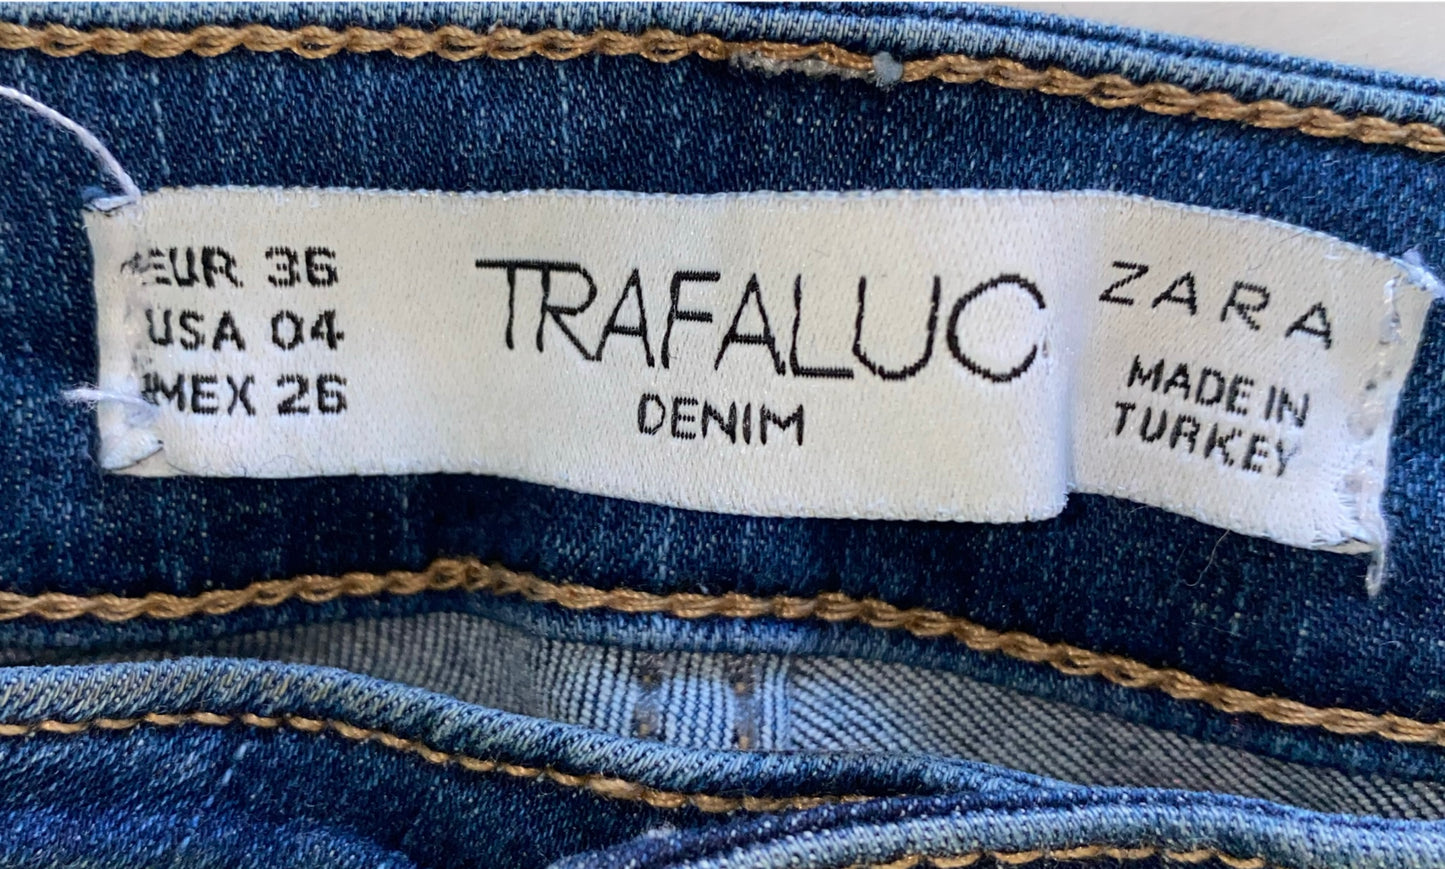 EUR 36
USA 04
MEX 26
TRAFALUC
DENIM
ZARA
MADE IN
TURKEY